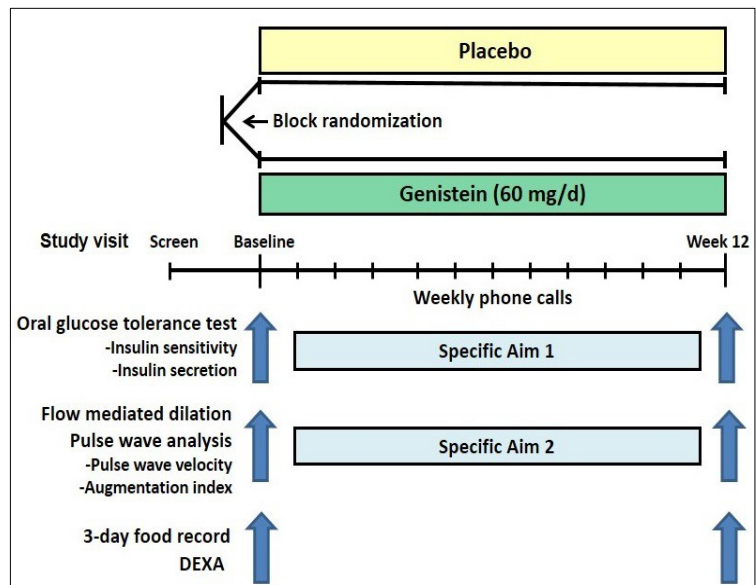 Placebo
Block randomization
Genistein (60 mg/d)
Study visit Screen Baseline Week 12
Weekly phone calls
Oral glucose tolerance test
-Insulin sensitivity
-Insulin secretion
Specific Aim 1
Flow mediated dilation
Pulse wave analysis
-Pulse wave velocity
-Augmentation index
Specific Aim 2
3-day food record
DEXA